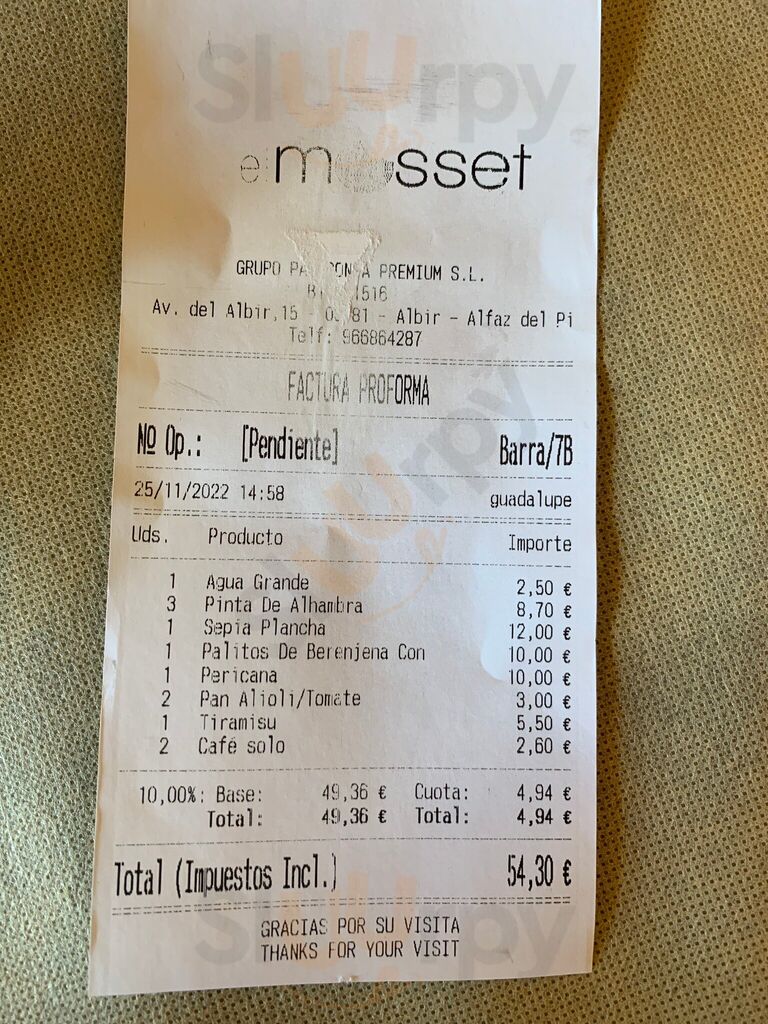 Sluurpy
GRUPO PREMIUM S.L.
Av. del Albir,15 - Albir - Alfaz del Pi
Telf: 966864287
FACTURA PROFORMA
Nº Op.: [Pendiente] Barra/7B
25/11/2022 14:58 guadalupe
Uds. Producto Importe
1 Agua Grande 2,50 €
3 Pinta De Alhambra 8,70 €
1 Sepia Plancha 12,00 €
1 Palitos De Berenjena Con 10,00 €
1 Pericana 10,00 €
2 Pan Alioli/Tomate 3,00 €
1 Tiramisu 5,50 €
2 Café solo 2,60 €
10,00%: Base: 49,36 € Cuota: 4,94 €
Total: 49,36 € Total: 4,94 €
Total (Impuestos Incl.) 54,30 €
GRACIAS POR SU VISITA
THANKS FOR YOUR VISIT